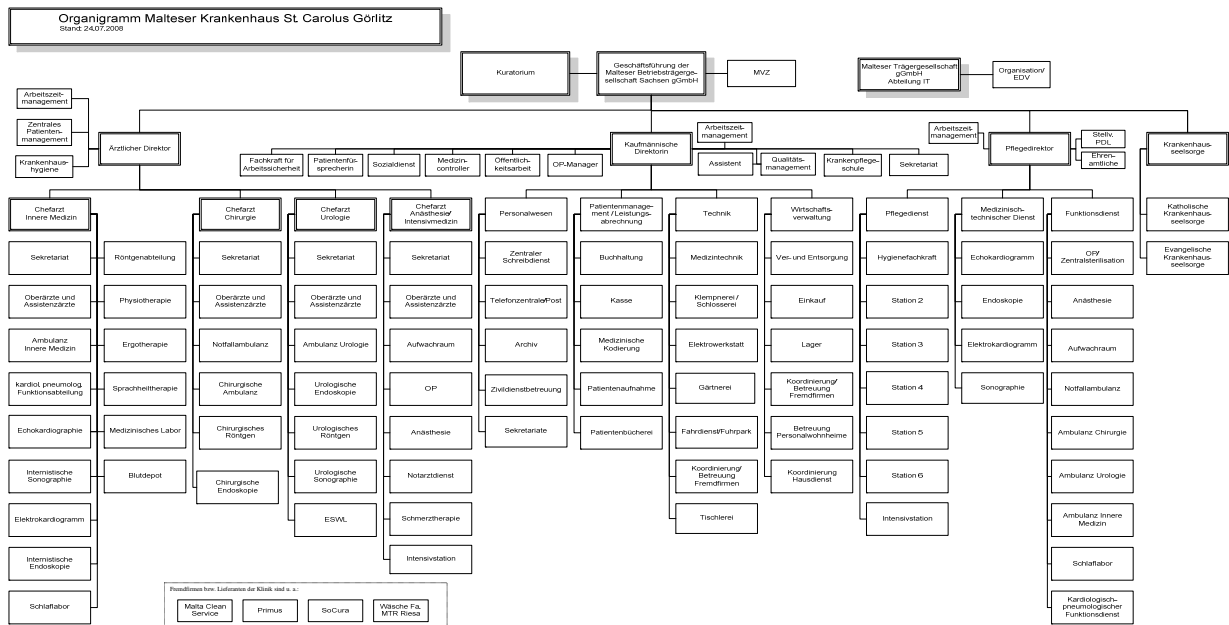 Organigramm Malteser Krankenhaus St. Carolus Görlitz
Stand: 24.07.2008
Kuratorium
Geschäftsführung der
Malteser Betriebsträgerge-
sellschaft Sachsen gGmbH
MVZ
Malteser Trägergesellschaft
gGmbH
Abteilung IT
Organisation/
EDV
Arbeitszeit-
management
Zentrales
Patienten-
management
Krankenhaus-
hygiene
Ärztlicher Direktor
Fachkraft für
Arbeitssicherheit
Patientenfür-
sprecherin
Sozialdienst
Medizin-
controller
Öffentlich-
keitsarbeit
OP-Manager
Kaufmännische
Direktorin
Arbeitszeit-
management
Assistent
Qualitäts-
management
Krankenpflege-
schule
Sekretariat
Arbeitszeit-
management
Pflegedirektor
Stellv.
PDL
Ehren-
amtliche
Krankenhaus-
seelsorge
Chefarzt
Innere Medizin
Sekretariat
Oberärzte und
Assistenzärzte
Ambulanz
Innere Medizin
kardiol. pneumolog.
Funktionsabteilung
Echokardiographie
Internistische
Sonographie
Elektrokardiogramm
Internistische
Endoskopie
Schlaflabor
Röntgenabteilung
Physiotherapie
Ergotherapie
Sprachheiltherapie
Medizinisches Labor
Blutdepot
Chefarzt
Chirurgie
Sekretariat
Oberärzte und
Assistenzärzte
Notfallambulanz
Chirurgische
Ambulanz
Chirurgisches
Röntgen
Chirurgische
Endoskopie
Chefarzt
Urologie
Sekretariat
Oberärzte und
Assistenzärzte
Ambulanz Urologie
Urologische
Endoskopie
Urologisches
Röntgen
Urologische
Sonographie
ESWL
Chefarzt
Anästhesie/
Intensivmedizin
Sekretariat
Oberärzte und
Assistenzärzte
Aufwachraum
OP
Anästhesie
Notarztdienst
Schmerztherapie
Intensivstation
Personalwesen
Zentraler
Schreibdienst
Telefonzentrale/Post
Archiv
Zivildienstbetreuung
Sekretariate
Patientenmanage-
ment / Leistungs-
abrechnung
Buchhaltung
Kasse
Medizinische
Kodierung
Patientenaufnahme
Patientenbücherei
Technik
Medizintechnik
Klempnerei /
Schlosserei
Elektrowerkstatt
Gärtnerei
Fahrdienst/Fuhrpark
Koordinierung/
Betreuung
Fremdfirmen
Tischlerei
Wirtschafts-
verwaltung
Ver- und Entsorgung
Einkauf
Lager
Koordinierung/
Betreuung
Fremdfirmen
Betreuung
Personalwohnheime
Koordinierung
Hausdienst
Pflegedienst
Hygienefachkraft
Station 2
Station 3
Station 4
Station 5
Station 6
Intensivstation
Medizinisch-
technischer Dienst
Echokardiogramm
Endoskopie
Elektrokardiogramm
Sonographie
Funktionsdienst
OP/
Zentralsterilisation
Anästhesie
Aufwachraum
Notfallambulanz
Ambulanz Chirurgie
Ambulanz Urologie
Ambulanz Innere
Medizin
Schlaflabor
Kardiologisch-
pneumologischer
Funktionsdienst
Katholische
Krankenhaus-
seelsorge
Evangelische
Krankenhaus-
seelsorge
Fremdfirmen bzw. Lieferanten der Klinik sind u. a.:
Malta Clean
Service
Primus
SoCura
Wäsche Fa.
MTR Riesa